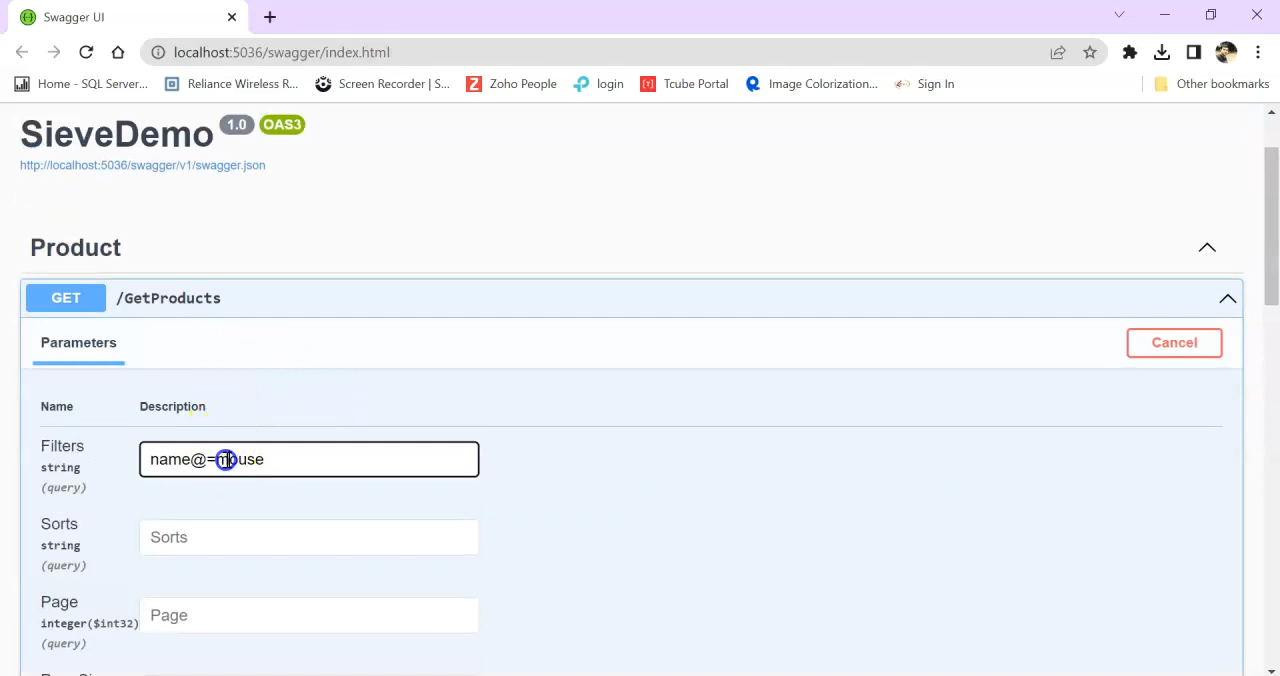 Swagger UI
localhost:5036/swagger/index.html
Home - SQL Server... Reliance Wireless R... Screen Recorder | S... Zoho People login Tcube Portal Image Colorization... Sign In Other bookmarks
SieveDemo 1.0 OAS3
http://localhost:5036/swagger/v1/swagger.json
Product
GET /GetProducts
Parameters Cancel
Name Description
Filters
string
(query)
name@=mouse
Sorts
string
(query)
Sorts
Page
integer($int32)
(query)
Page